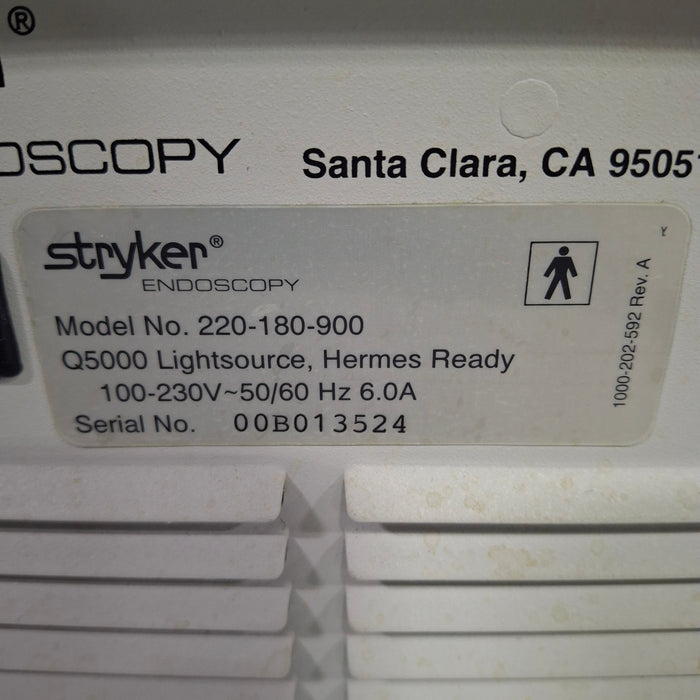 ®
OSCOPY Santa Clara, CA 95051
stryker®
ENDOSCOPY
Model No. 220-180-900
Q5000 Lightsource, Hermes Ready
100-230V~50/60 Hz 6.0A
Serial No. 00B013524
1000-202-592 Rev. A
Y